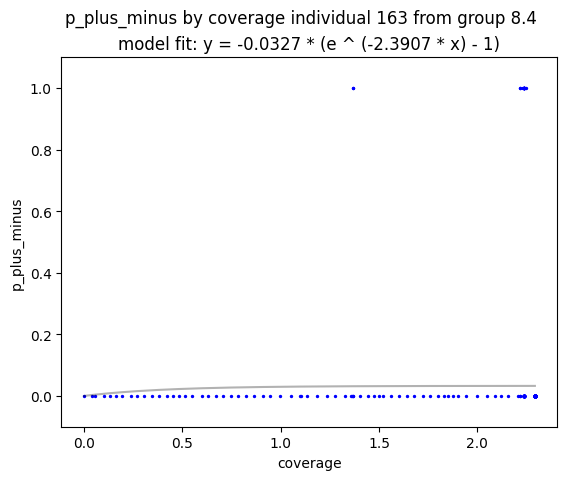 p_plus_minus by coverage individual 163 from group 8.4
model fit: y = -0.0327 * (e ^ (-2.3907 * x) - 1)
1.0
0.8
0.6
0.4
0.2
0.0
p_plus_minus
0.0 0.5 1.0 1.5 2.0
coverage